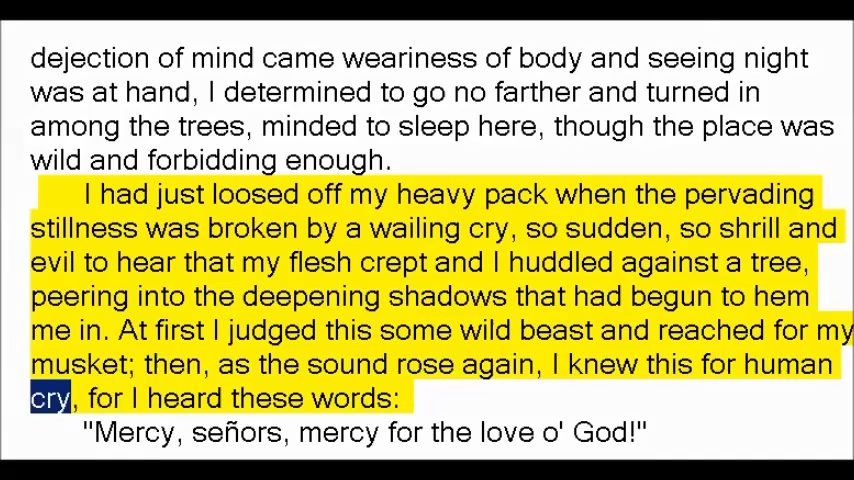 dejection of mind came weariness of body and seeing night
was at hand, I determined to go no farther and turned in
among the trees, minded to sleep here, though the place was
wild and forbidding enough.
I had just loosed off my heavy pack when the pervading
stillness was broken by a wailing cry, so sudden, so shrill and
evil to hear that my flesh crept and I huddled against a tree,
peering into the deepening shadows that had begun to hem
me in. At first I judged this some wild beast and reached for my
musket; then, as the sound rose again, I knew this for human
cry, for I heard these words:
"Mercy, señors, mercy for the love o' God!"